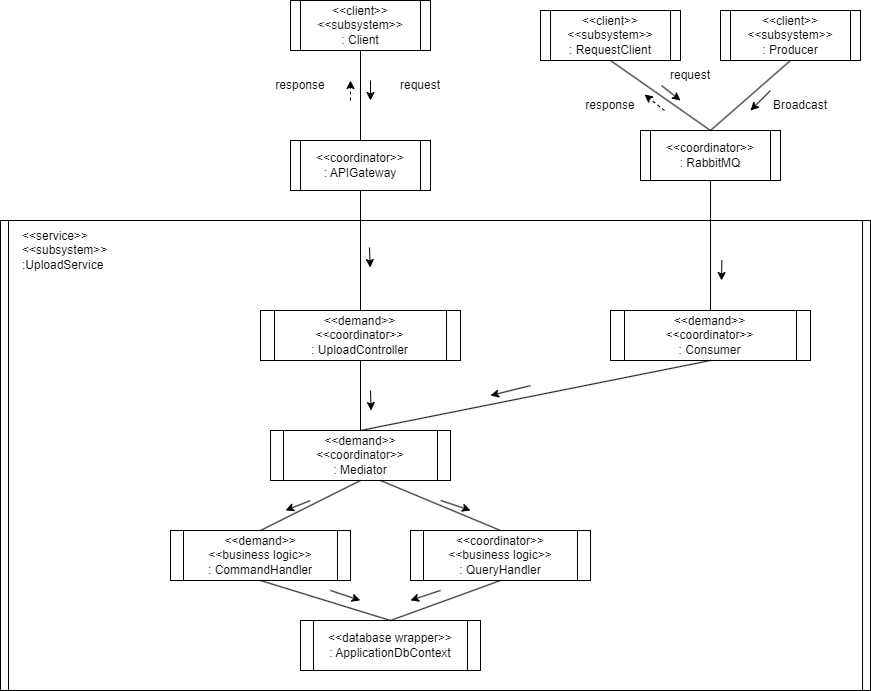 <<client>>
<<subsystem>>
: Client
<<client>>
<<subsystem>>
: RequestClient
<<client>>
<<subsystem>>
: Producer
response
request
request
response
Broadcast
<<coordinator>>
: APIGateway
<<coordinator>>
: RabbitMQ
<<service>>
<<subsystem>>
:UploadService
<<demand>>
<<coordinator>>
: UploadController
<<demand>>
<<coordinator>>
: Consumer
<<demand>>
<<coordinator>>
: Mediator
<<demand>>
<<business logic>>
: CommandHandler
<<coordinator>>
<<business logic>>
: QueryHandler
<<database wrapper>>
: ApplicationDbContext